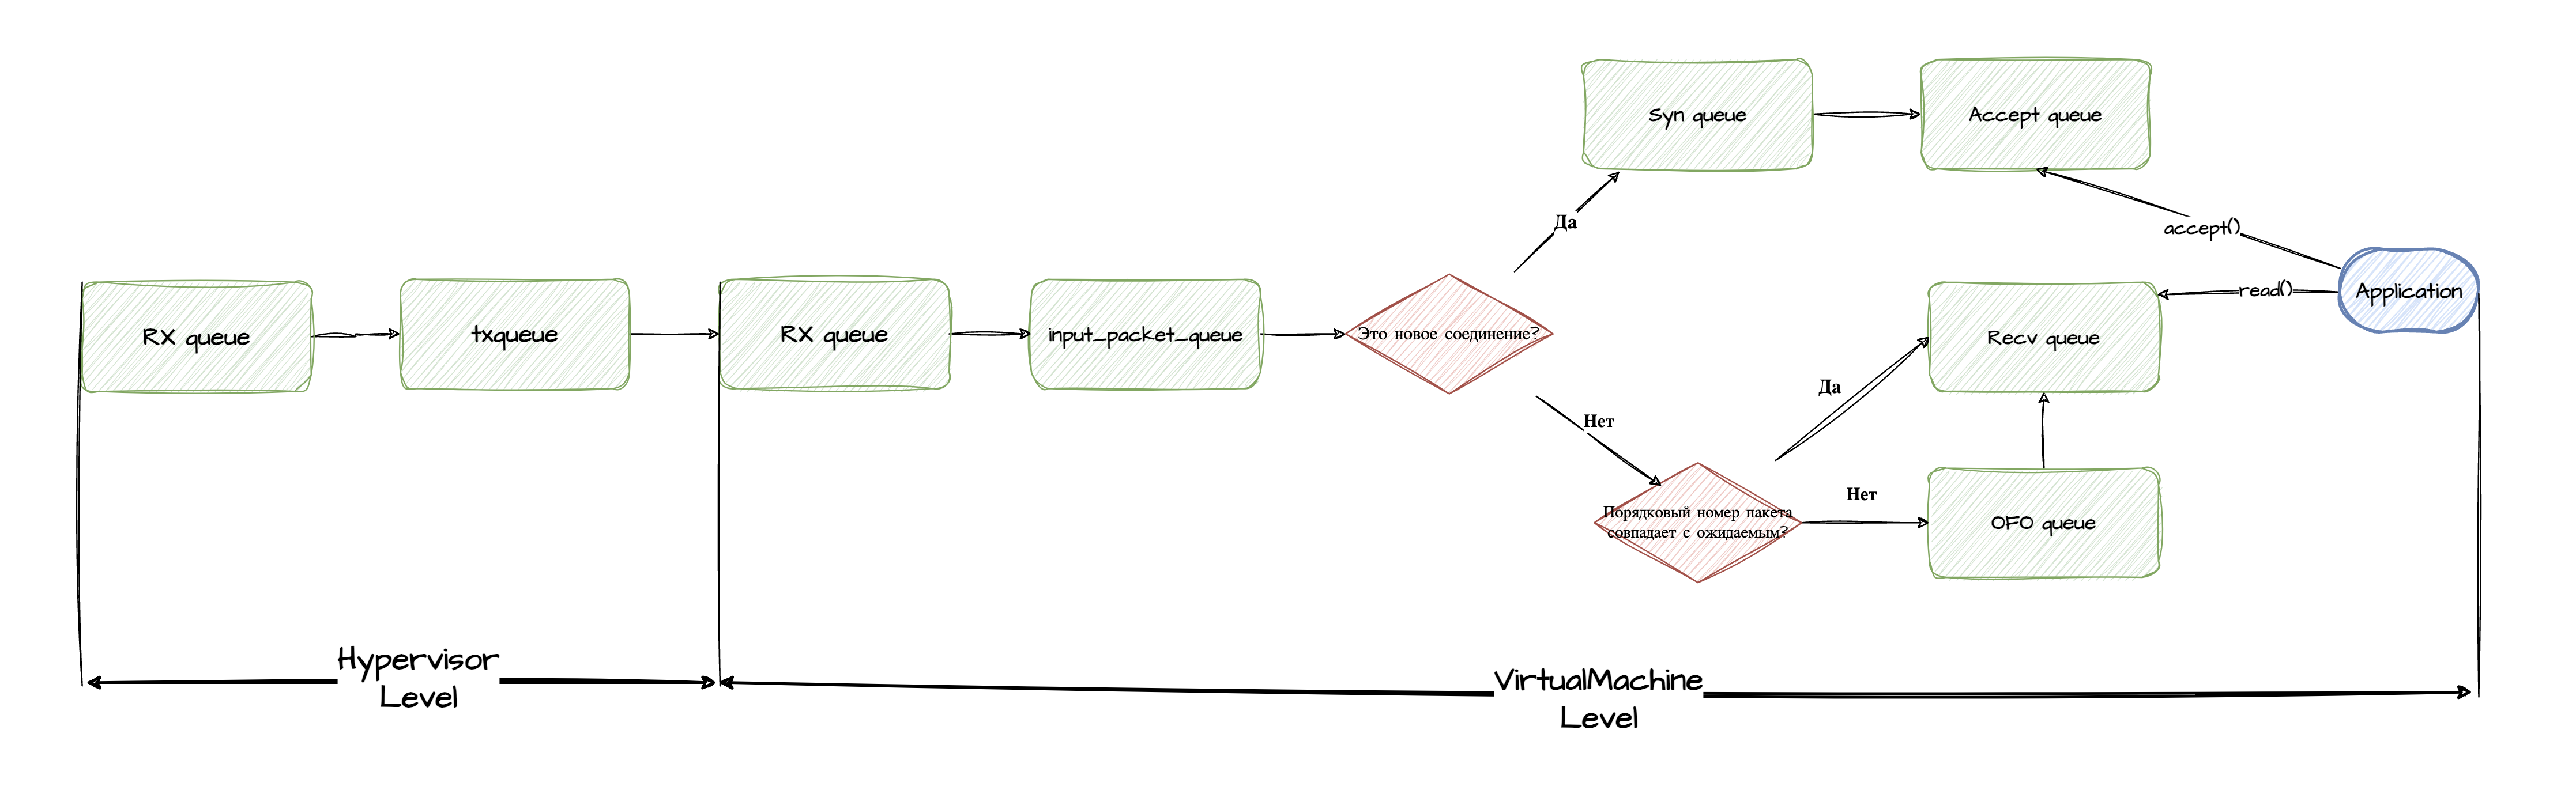 Syn queue
Accept queue
Да
accept()
RX queue
txqueue
RX queue
input_packet_queue
Это новое соединение?
read()
Application
Recv queue
Да
Нет
Нет
Порядковый номер пакета
совпадает с ожидаемым?
OFO queue
Hypervisor
Level
VirtualMachine
Level